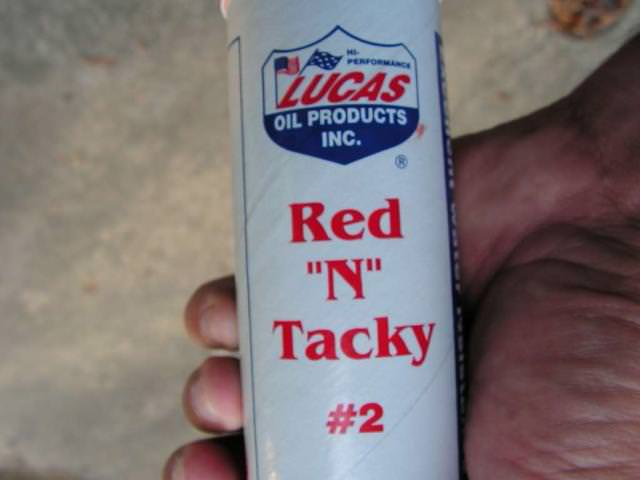 HI-
PERFORMANCE
LUCAS
OIL PRODUCTS
INC.
®
Red
"N"
Tacky
#2